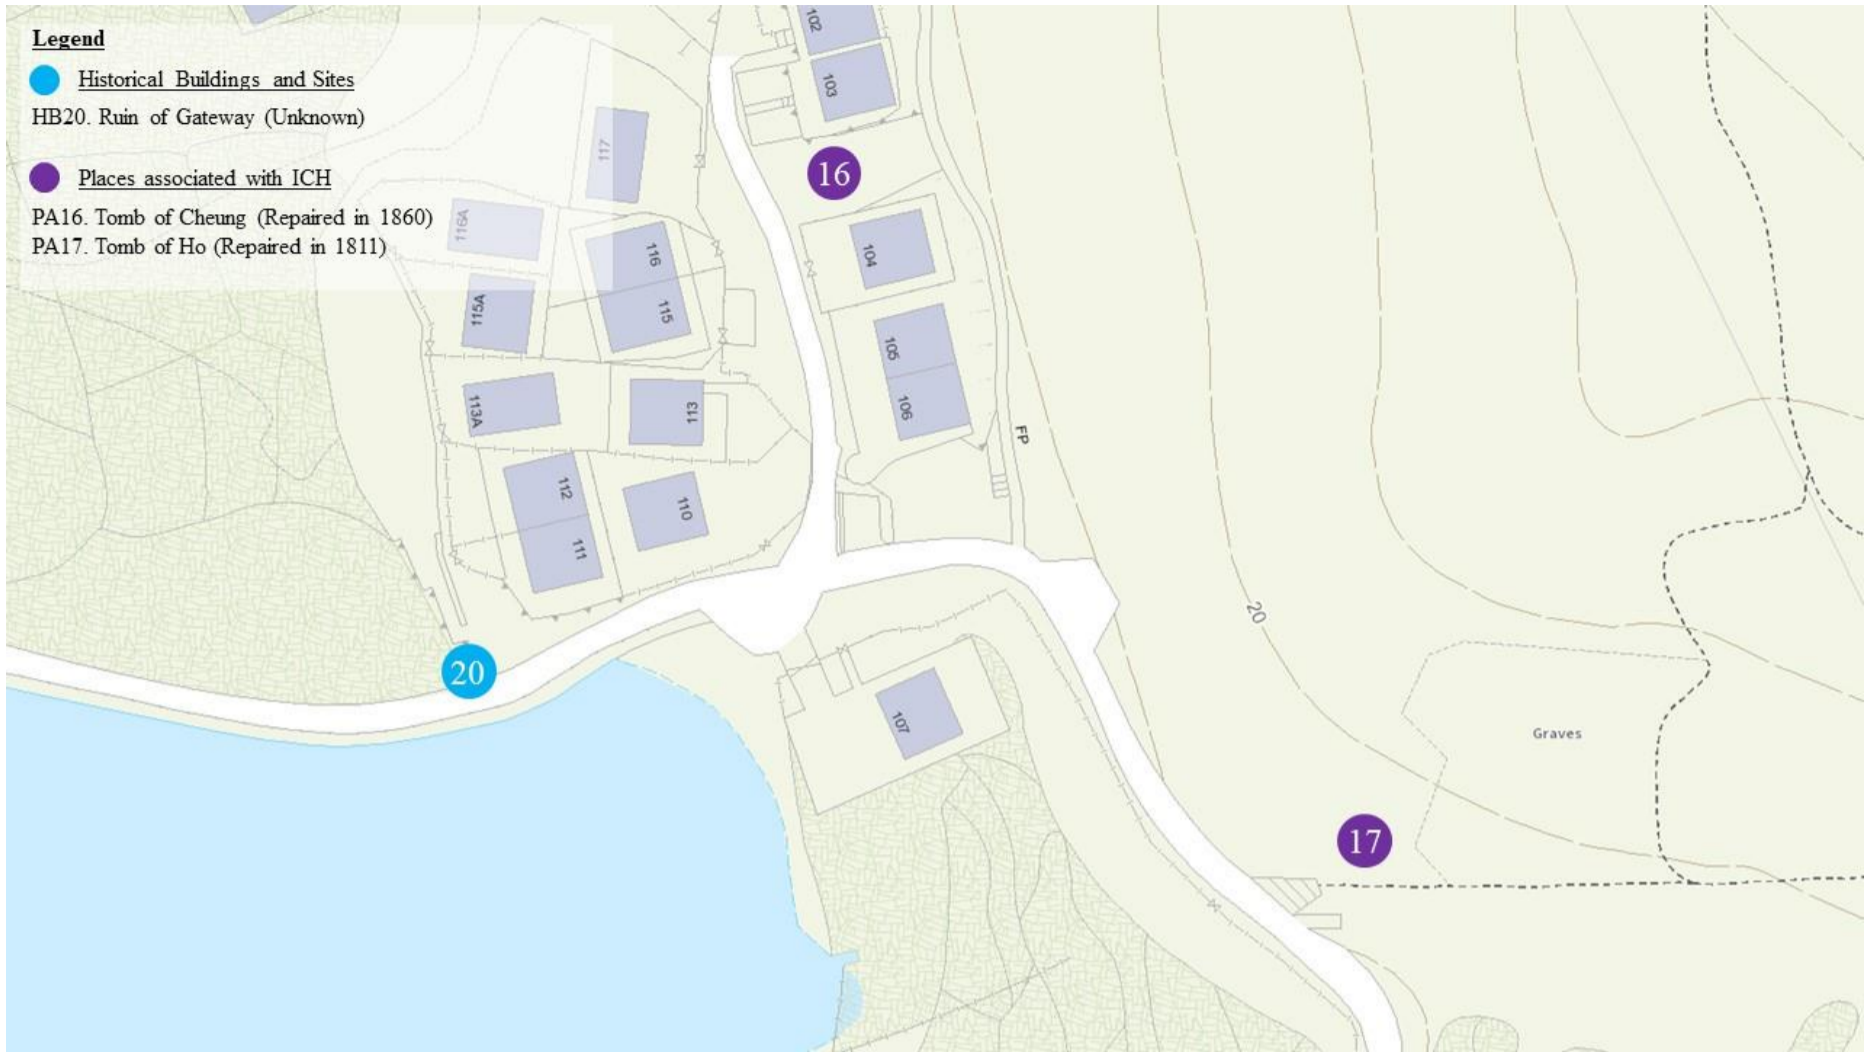 Legend
Historical Buildings and Sites
HB20. Ruin of Gateway (Unknown)
Places associated with ICH
PA16. Tomb of Cheung (Repaired in 1860)
PA17. Tomb of Ho (Repaired in 1811)
102
103
16
117
116A
116
104
115A
115
105
113A
113
106
FP
112
110
111
20
20
107
Graves
17